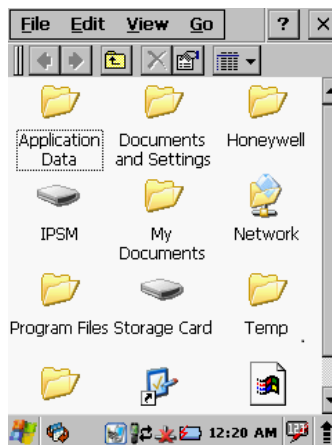 File Edit View Go ? ×
Application Data
Documents and Settings
Honeywell
IPSM
My Documents
Network
Program Files
Storage Card
Temp
12:20 AM